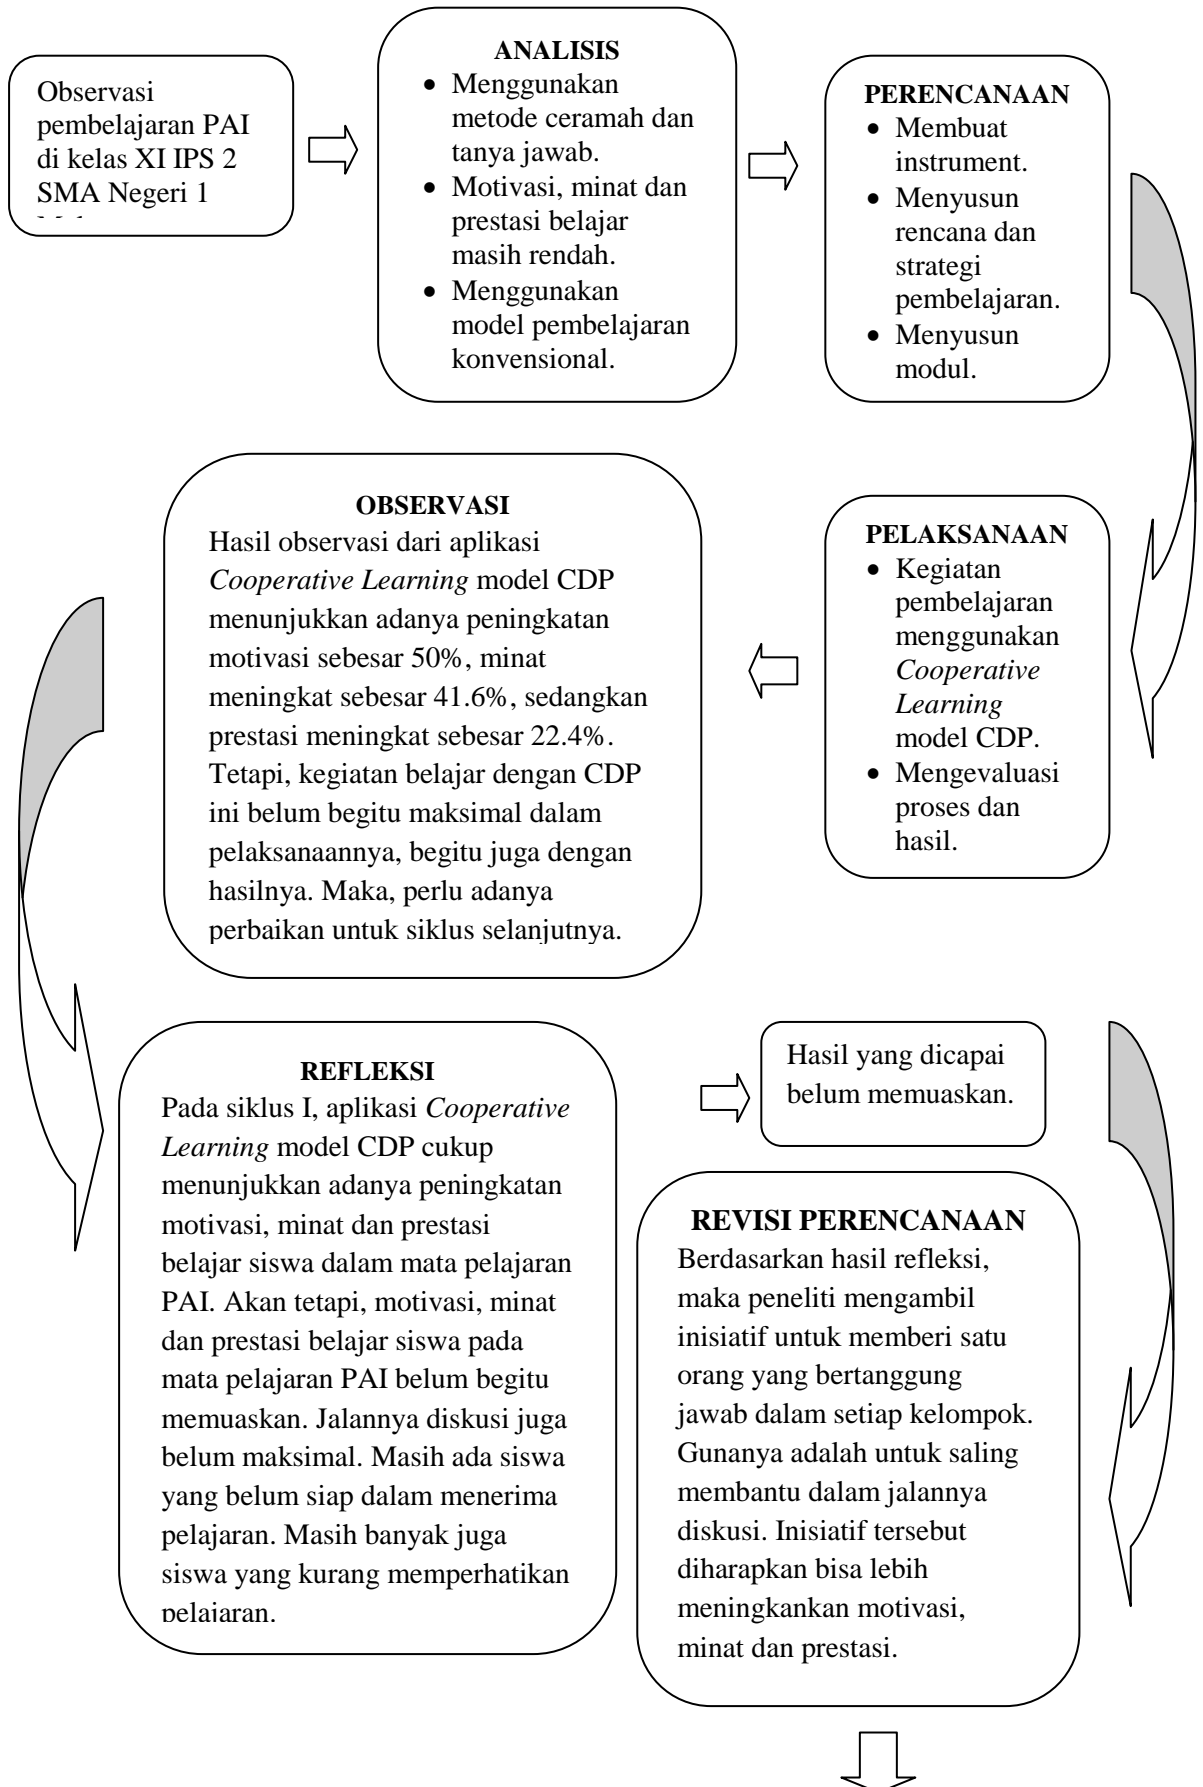 Observasi
pembelajaran PAI
di kelas XI IPS 2
SMA Negeri 1
ANALISIS
• Menggunakan
metode ceramah dan
tanya jawab.
• Motivasi, minat dan
prestasi belajar
masih rendah.
• Menggunakan
model pembelajaran
konvensional.
PERENCANAAN
• Membuat
instrument.
• Menyusun
rencana dan
strategi
pembelajaran.
• Menyusun
modul.
PELAKSANAAN
• Kegiatan
pembelajaran
menggunakan
Cooperative
Learning
model CDP.
• Mengevaluasi
proses dan
hasil.
OBSERVASI
Hasil observasi dari aplikasi
Cooperative Learning model CDP
menunjukkan adanya peningkatan
motivasi sebesar 50%, minat
meningkat sebesar 41.6%, sedangkan
prestasi meningkat sebesar 22.4%.
Tetapi, kegiatan belajar dengan CDP
ini belum begitu maksimal dalam
pelaksanaannya, begitu juga dengan
hasilnya. Maka, perlu adanya
perbaikan untuk siklus selanjutnya.
REFLEKSI
Pada siklus I, aplikasi Cooperative
Learning model CDP cukup
menunjukkan adanya peningkatan
motivasi, minat dan prestasi
belajar siswa dalam mata pelajaran
PAI. Akan tetapi, motivasi, minat
dan prestasi belajar siswa pada
mata pelajaran PAI belum begitu
memuaskan. Jalannya diskusi juga
belum maksimal. Masih ada siswa
yang belum siap dalam menerima
pelajaran. Masih banyak juga
siswa yang kurang memperhatikan
pelajaran.
Hasil yang dicapai
belum memuaskan.
REVISI PERENCANAAN
Berdasarkan hasil refleksi,
maka peneliti mengambil
inisiatif untuk memberi satu
orang yang bertanggung
jawab dalam setiap kelompok.
Gunanya adalah untuk saling
membantu dalam jalannya
diskusi. Inisiatif tersebut
diharapkan bisa lebih
meningkankan motivasi,
minat dan prestasi.